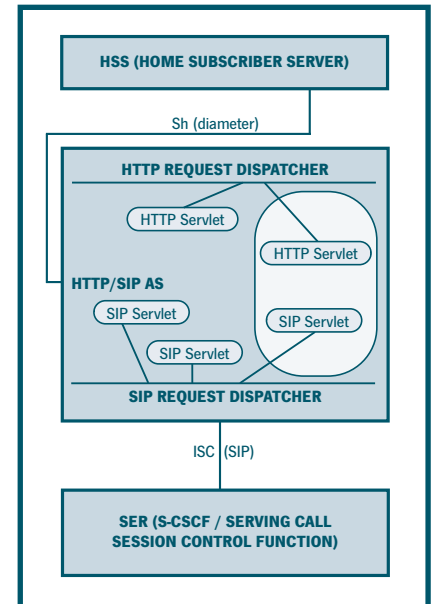 HSS (HOME SUBSCRIBER SERVER)
Sh (diameter)
HTTP REQUEST DISPATCHER
HTTP Servlet
HTTP Servlet
HTTP/SIP AS
SIP Servlet
SIP Servlet
SIP Servlet
SIP REQUEST DISPATCHER
ISC (SIP)
SER (S-CSCF / SERVING CALL
SESSION CONTROL FUNCTION)